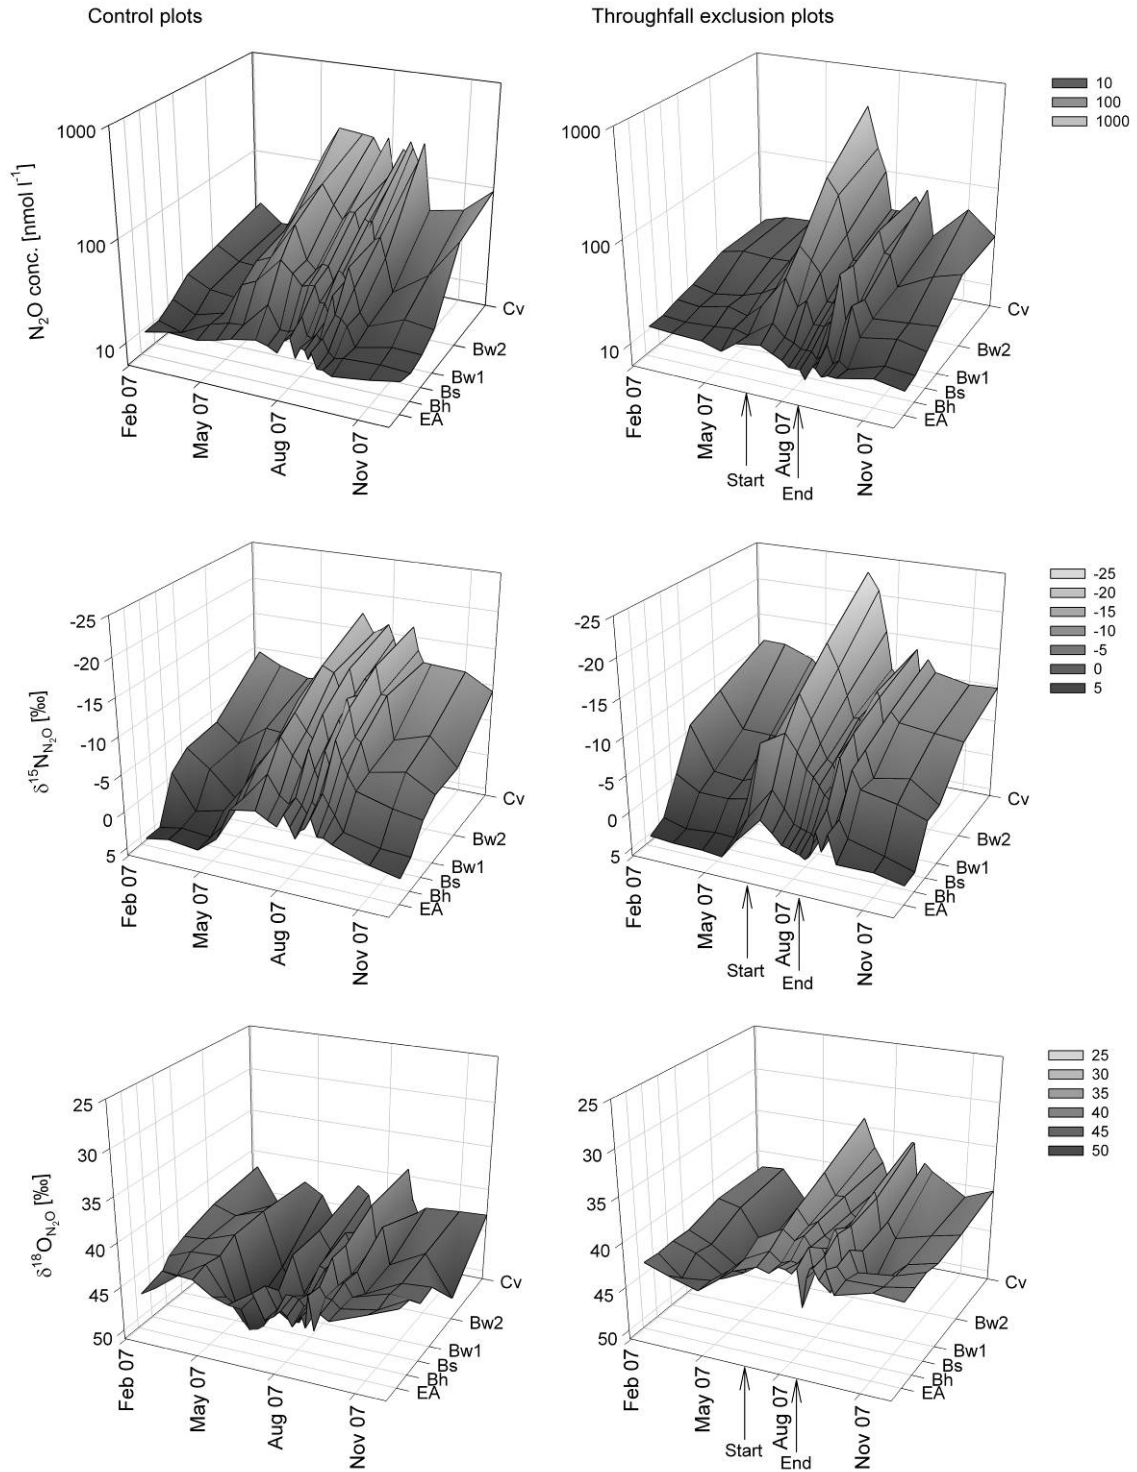 Control plots
Throughfall exclusion plots
N₂O conc. [nmol l⁻¹]
1000
100
10
Feb 07
May 07
Aug 07
Nov 07
EA
Bh
Bs
Bw1
Bw2
Cv
1000
100
10
Feb 07
May 07
Aug 07
Nov 07
Start
End
EA
Bh
Bs
Bw1
Bw2
Cv
10
100
1000
δ¹⁵N_N₂O [‰]
-25
-20
-15
-10
-5
0
5
Feb 07
May 07
Aug 07
Nov 07
EA
Bh
Bs
Bw1
Bw2
Cv
-25
-20
-15
-10
-5
0
5
Feb 07
May 07
Aug 07
Nov 07
Start
End
EA
Bh
Bs
Bw1
Bw2
Cv
-25
-20
-15
-10
-5
0
5
δ¹⁸O_N₂O [‰]
25
30
35
40
45
50
Feb 07
May 07
Aug 07
Nov 07
EA
Bh
Bs
Bw1
Bw2
Cv
25
30
35
40
45
50
Feb 07
May 07
Aug 07
Nov 07
Start
End
EA
Bh
Bs
Bw1
Bw2
Cv
25
30
35
40
45
50